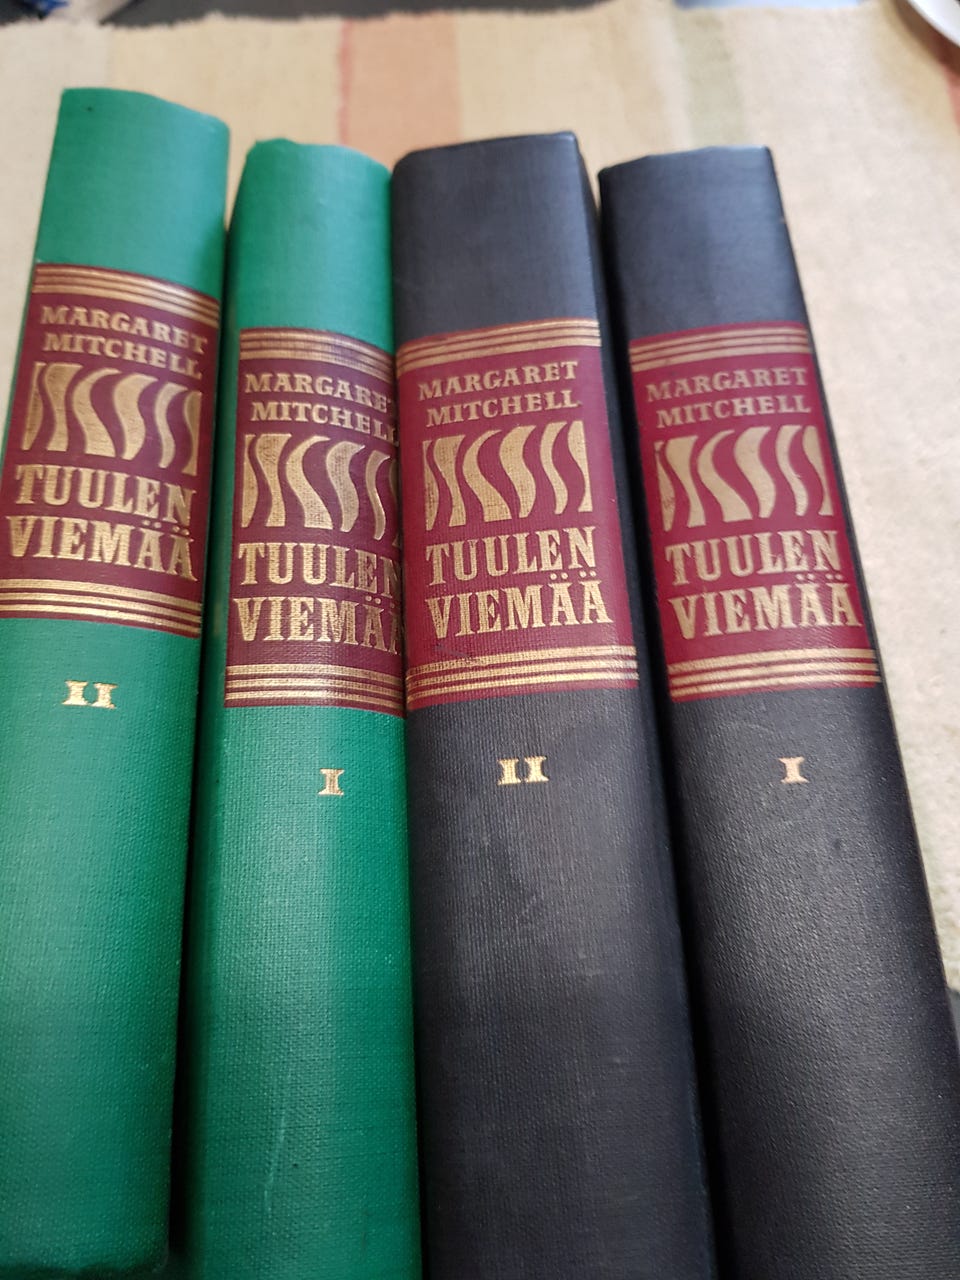 MARGARET
MITCHELL
TUULEN
VIEMÄÄ
II
MARGARET
MITCHELL
TUULEN
VIEMÄÄ
I
MARGARET
MITCHELL
TUULEN
VIEMÄÄ
II
MARGARET
MITCHELL
TUULEN
VIEMÄÄ
I